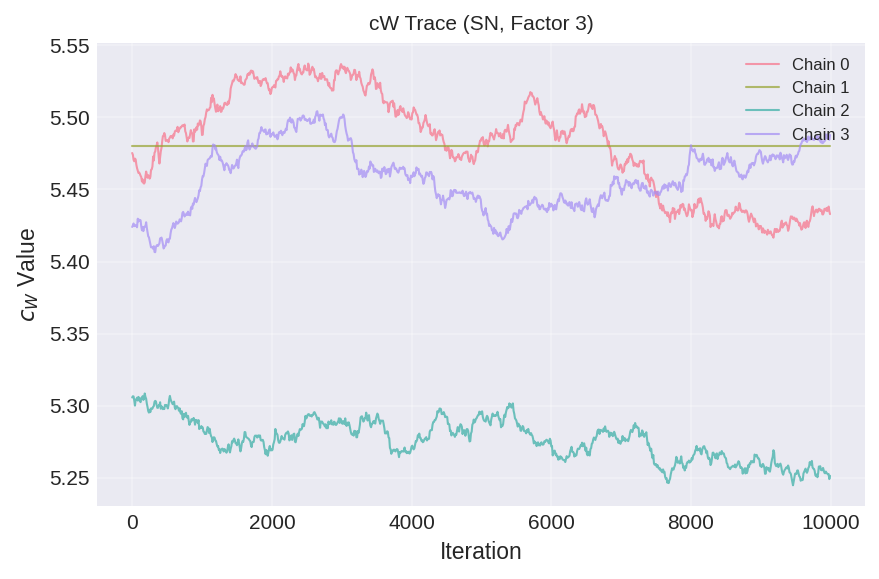 cW Trace (SN, Factor 3)
c_W Value
5.55
5.50
5.45
5.40
5.35
5.30
5.25
Chain 0
Chain 1
Chain 2
Chain 3
0 2000 4000 6000 8000 10000
Iteration